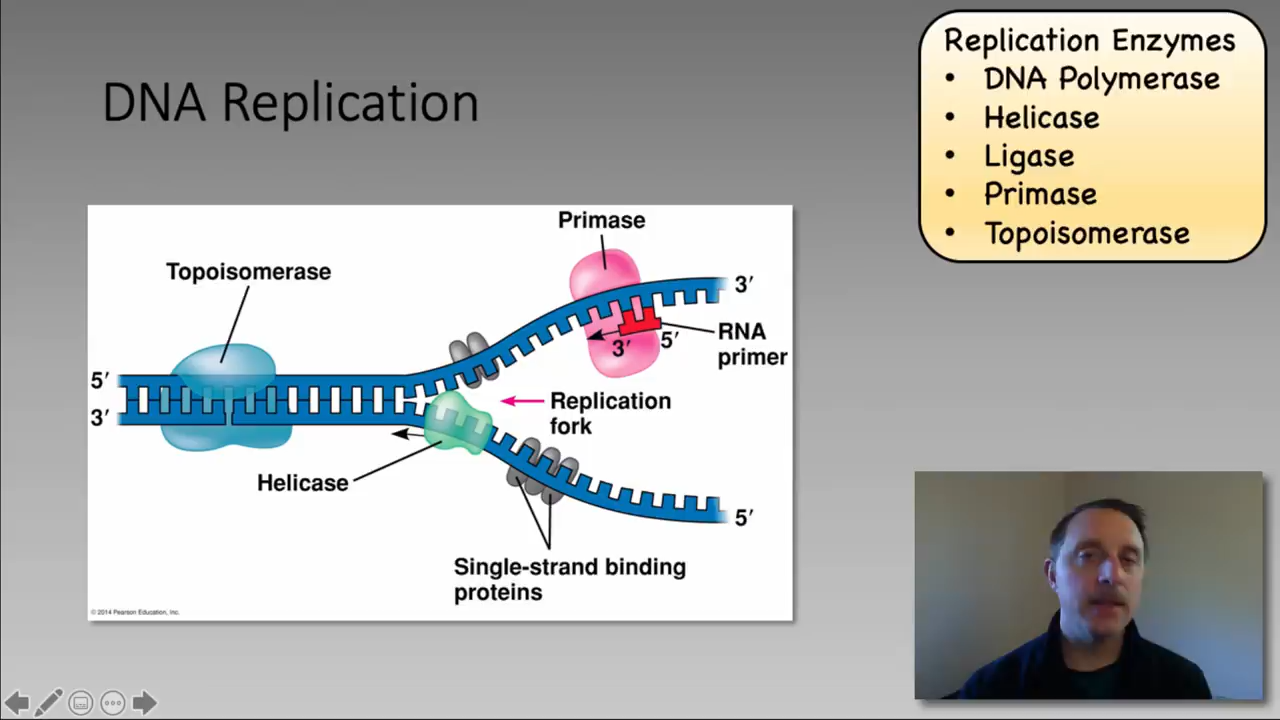 DNA Replication
Replication Enzymes
• DNA Polymerase
• Helicase
• Ligase
• Primase
• Topoisomerase
Primase
Topoisomerase
3′
RNA
primer
3′
5′
5′
3′
Replication
fork
Helicase
5′
Single-strand binding
proteins
© 2014 Pearson Education, Inc.